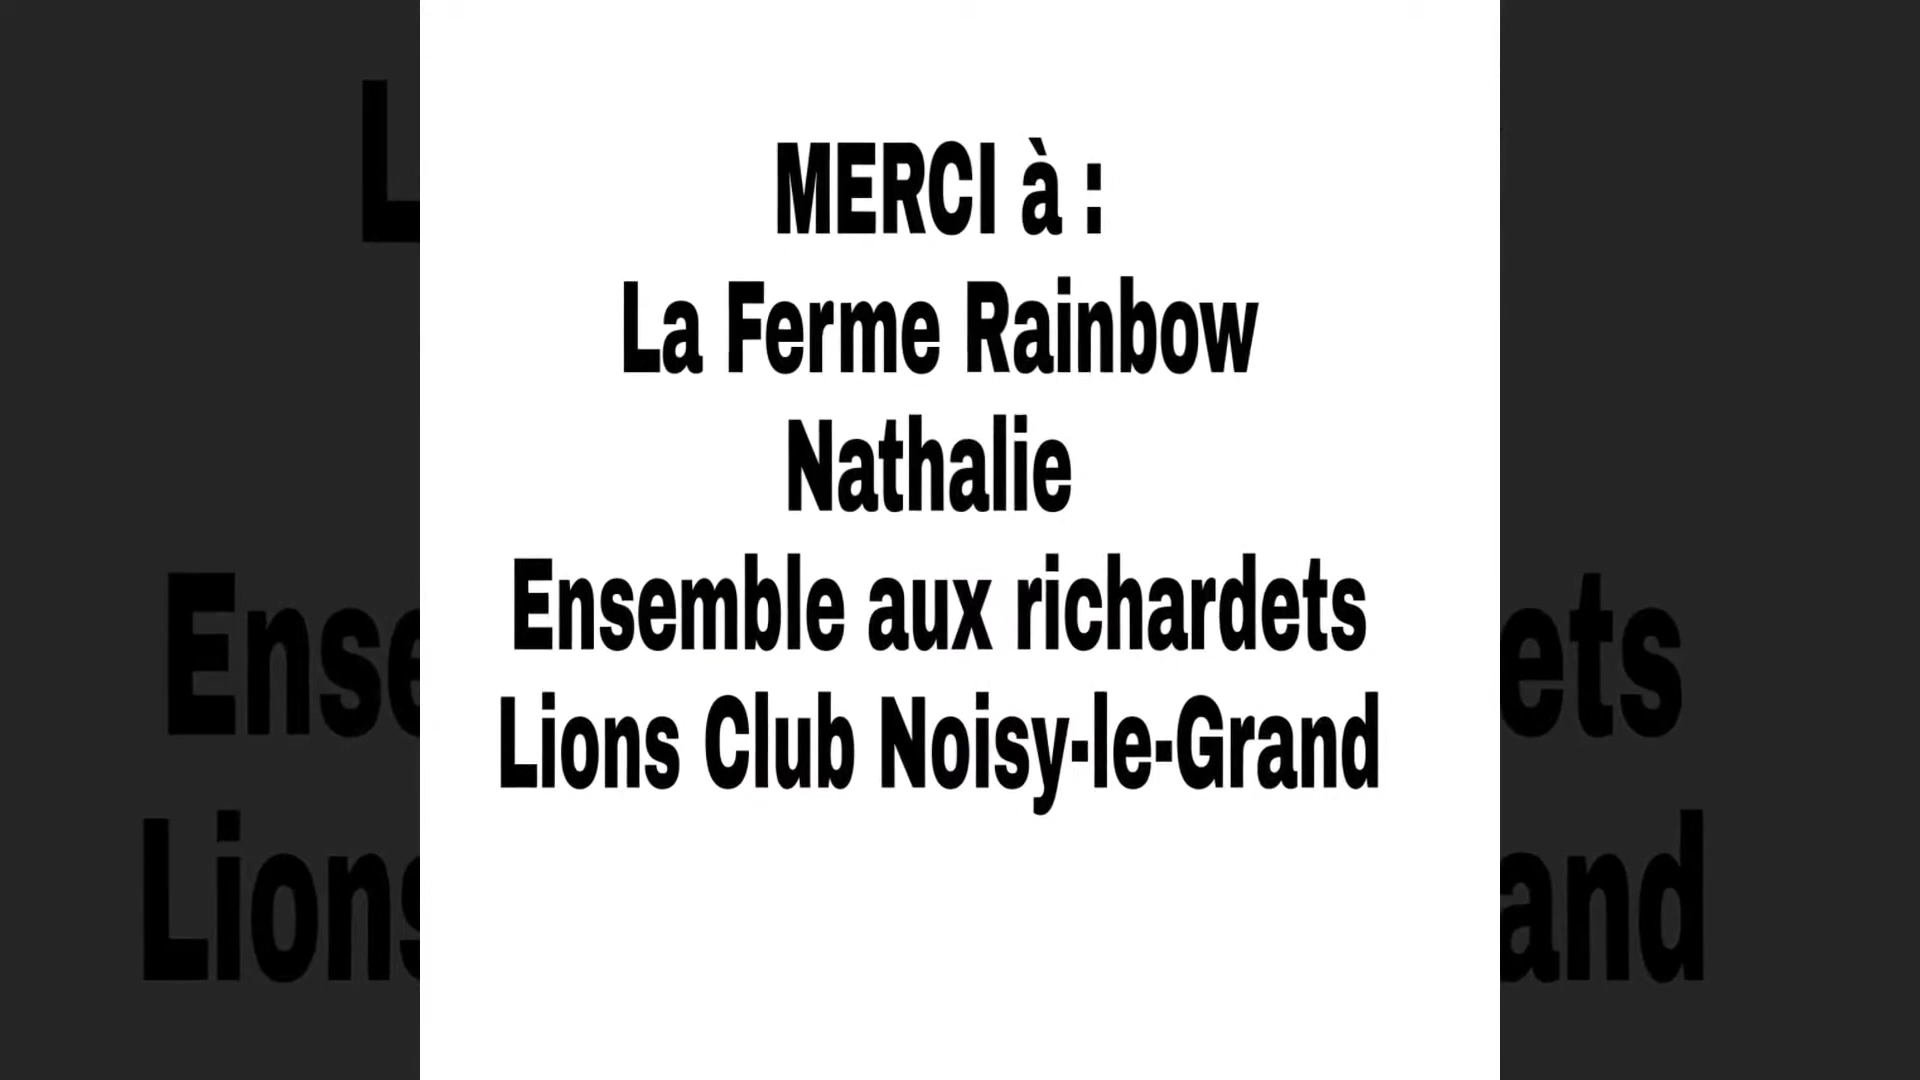 MERCI à :
La Ferme Rainbow
Nathalie
Ensemble aux richardets
Lions Club Noisy-le-Grand